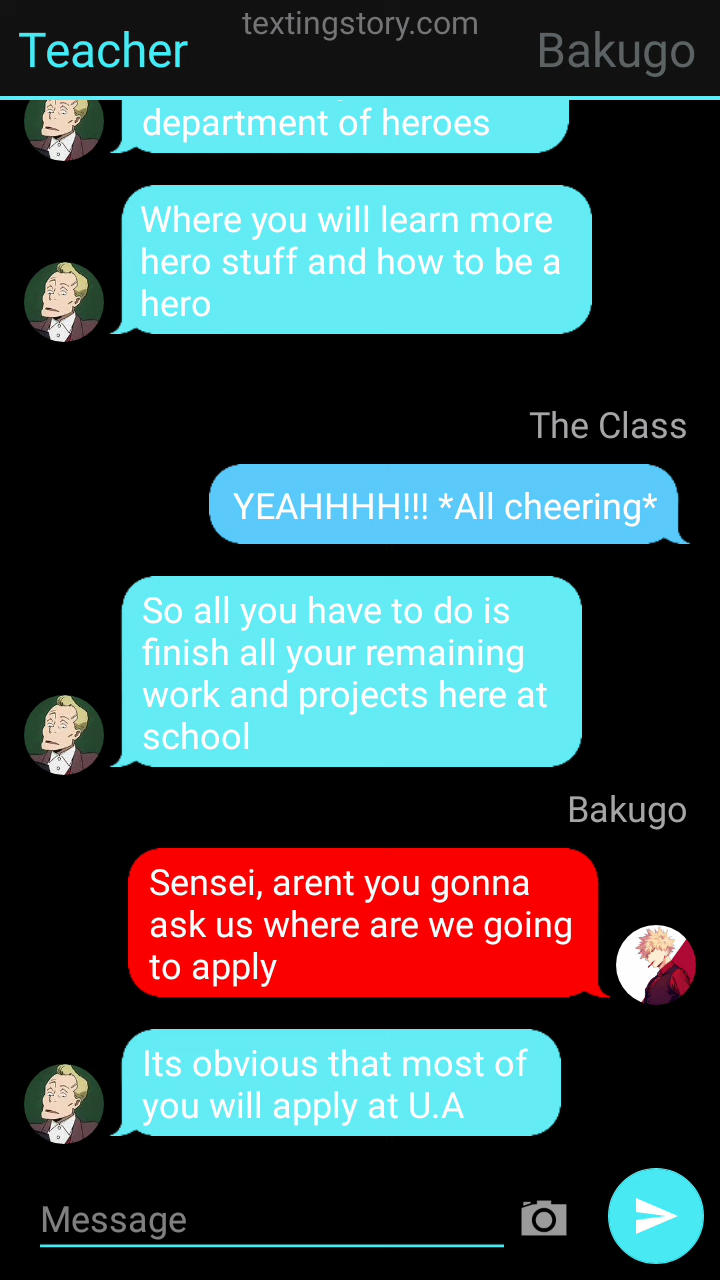 textingstory.com
Teacher
Bakugo
department of heroes
Where you will learn more
hero stuff and how to be a
hero
The Class
YEAHHHH!!! *All cheering*
So all you have to do is
finish all your remaining
work and projects here at
school
Bakugo
Sensei, arent you gonna
ask us where are we going
to apply
Its obvious that most of
you will apply at U.A
Message